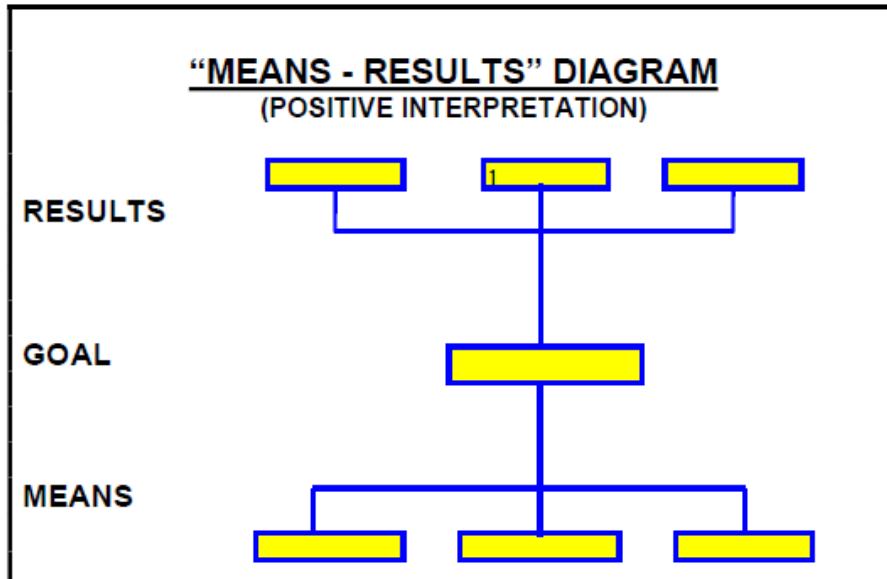 “MEANS - RESULTS” DIAGRAM
(POSITIVE INTERPRETATION)
1
RESULTS
GOAL
MEANS